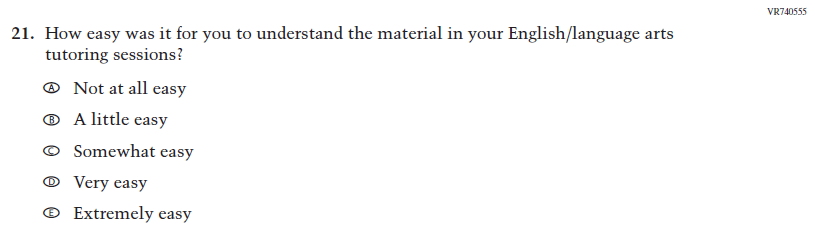 VR740555
21. How easy was it for you to understand the material in your English/language arts
tutoring sessions?
A Not at all easy
B A little easy
C Somewhat easy
D Very easy
E Extremely easy